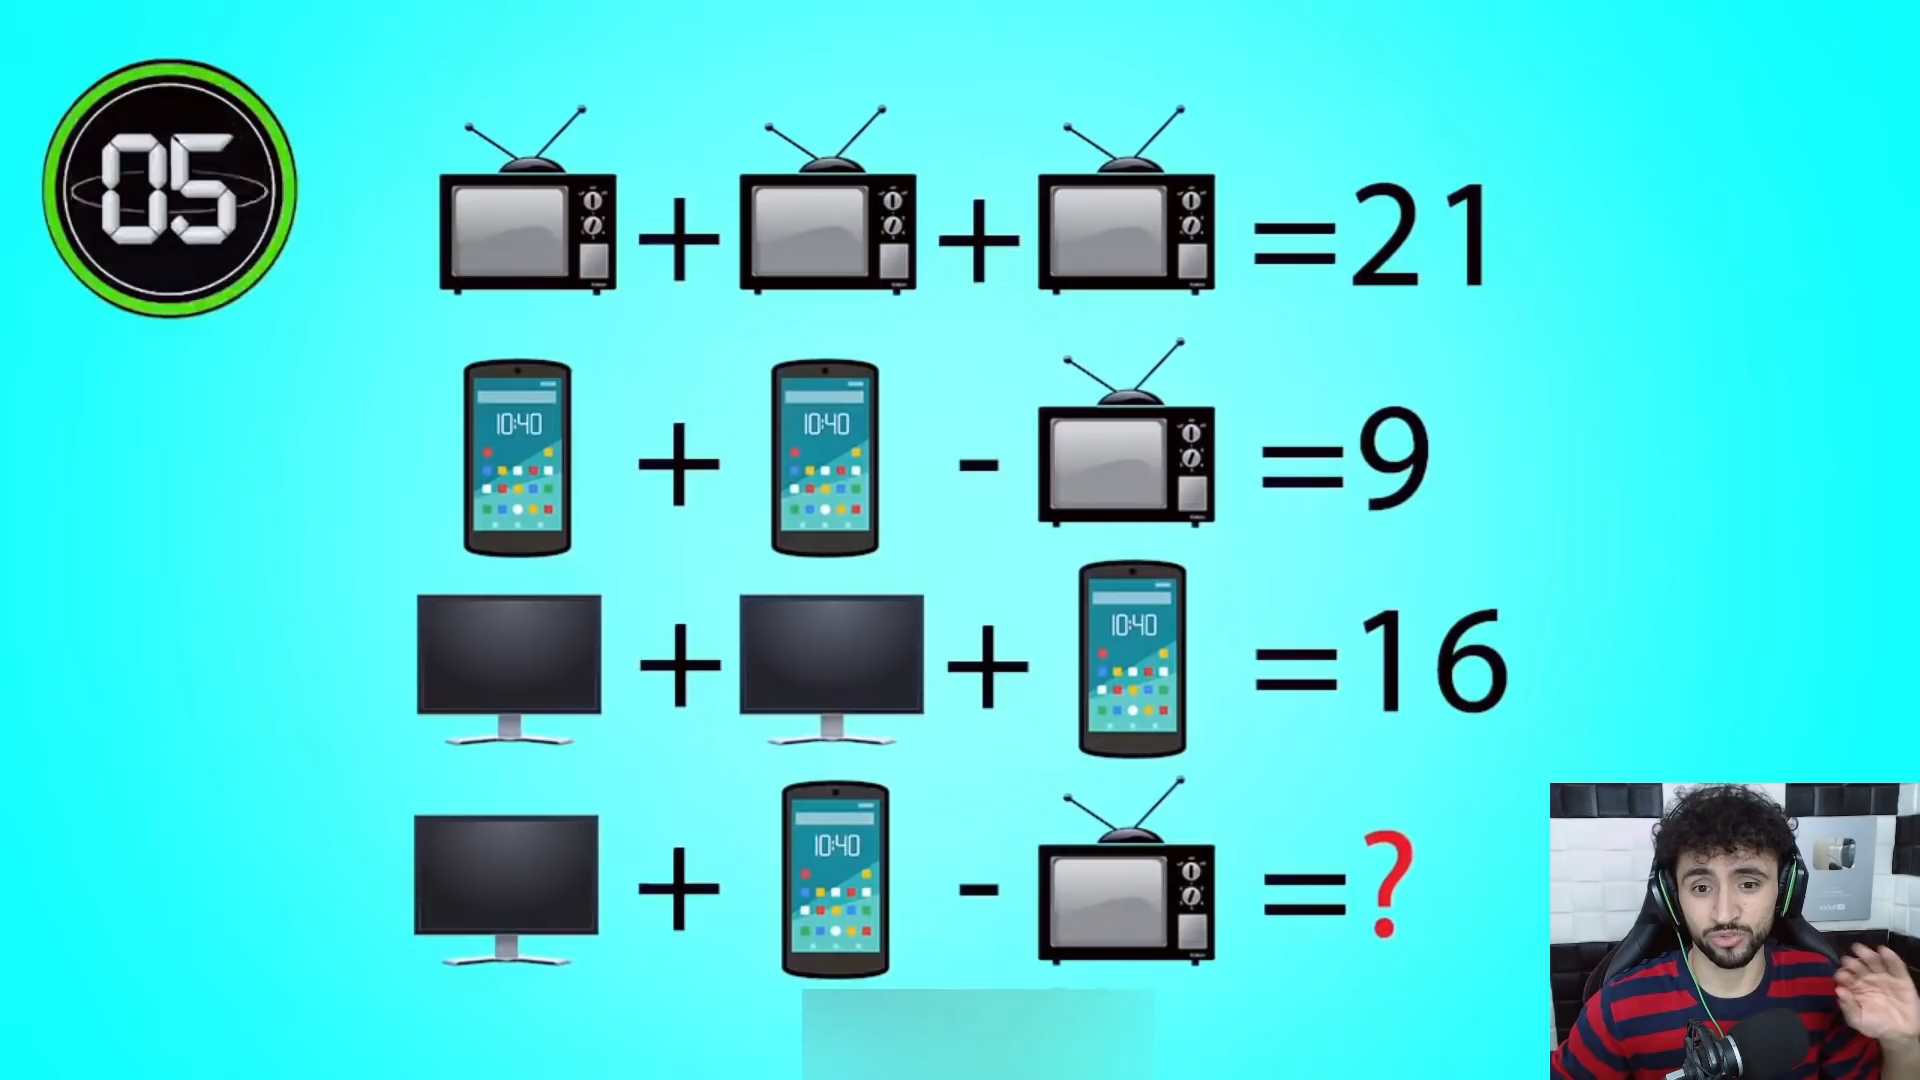 05
+ + =21
10:40 + 10:40 - =9
+ + 10:40 =16
+ 10:40 - =?